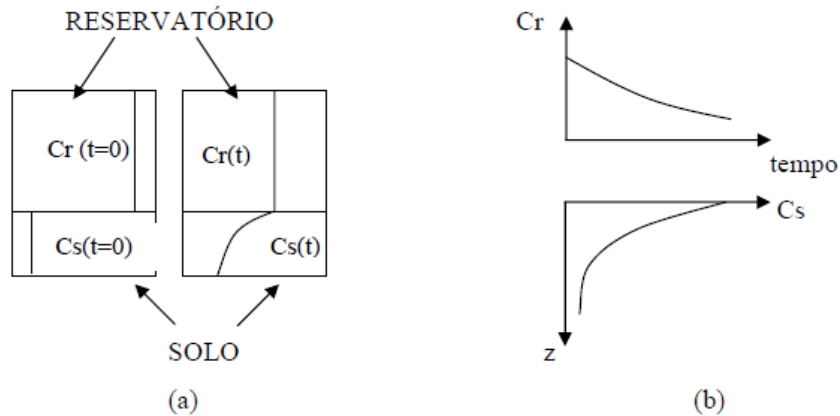 RESERVATÓRIO
Cr (t=0)
Cr(t)
Cs(t=0)
Cs(t)
SOLO
(a)
Cr
tempo
Cs
z
(b)